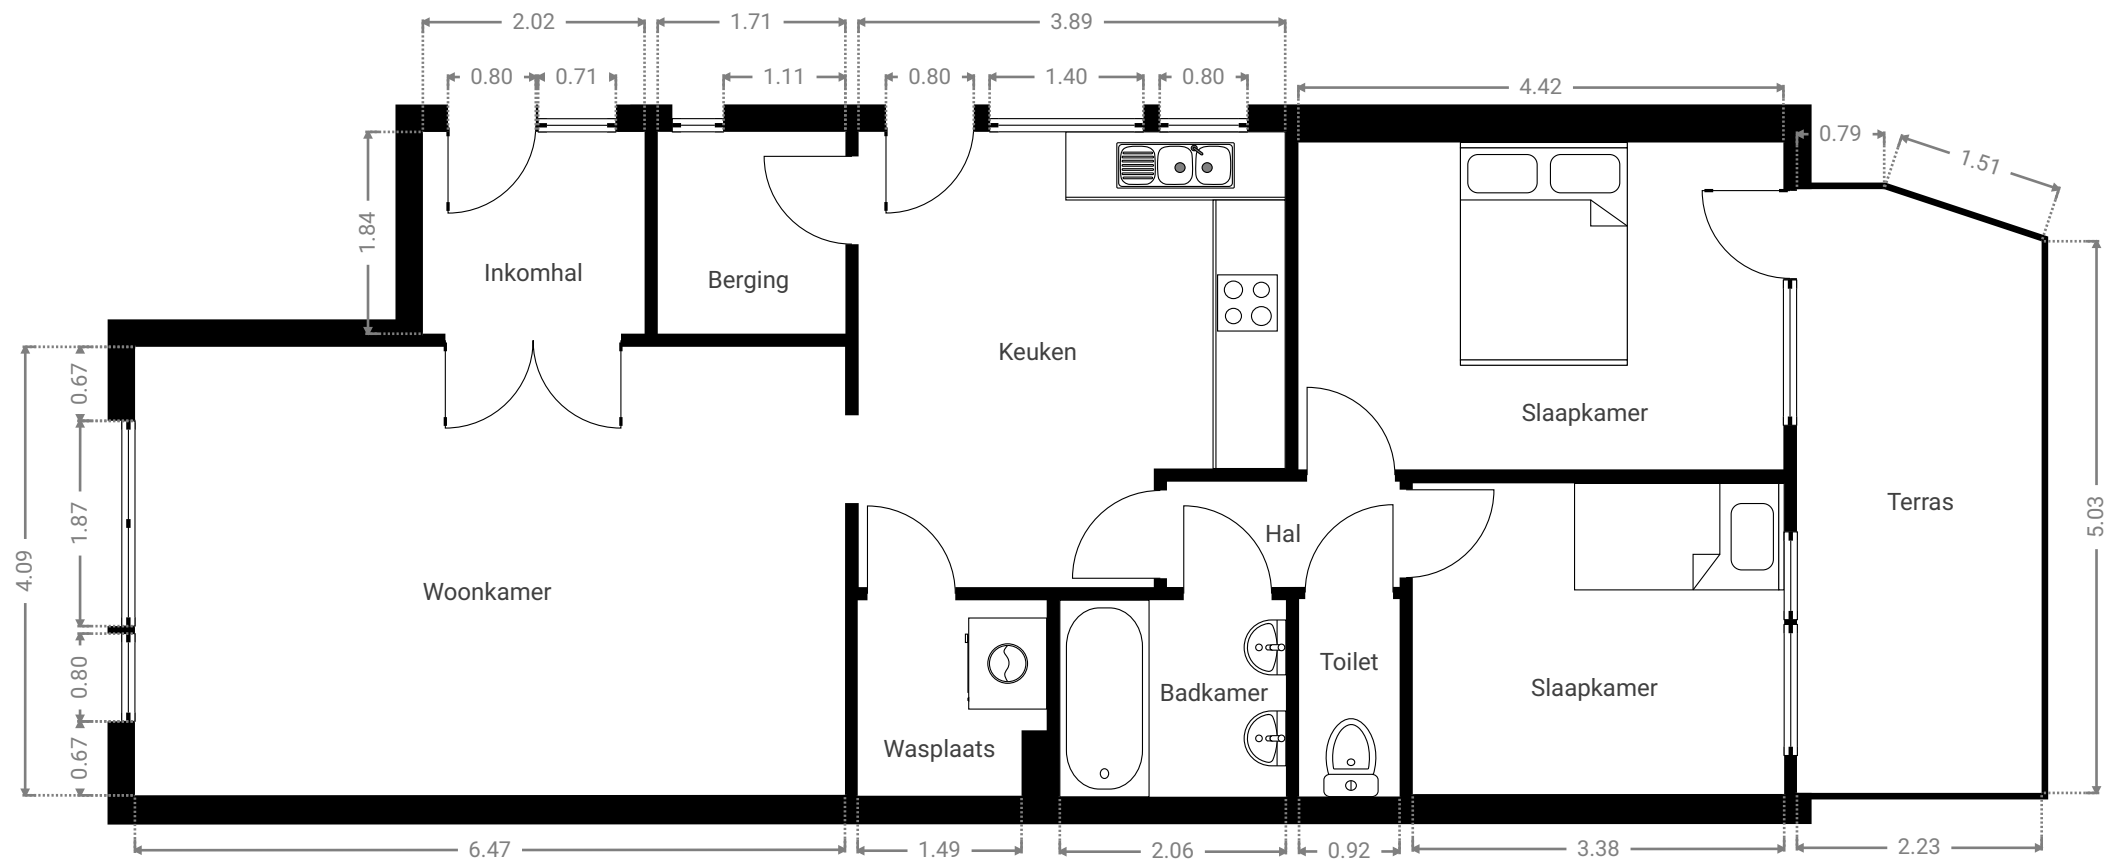 2.02
1.71
3.89
0.80
0.71
1.11
0.80
1.40
0.80
4.42
0.79
1.51
1.84
Inkomhal
Berging
Keuken
Slaapkamer
Terras
5.03
0.67
1.87
4.09
0.80
0.67
Woonkamer
Hal
Toilet
Badkamer
Slaapkamer
Wasplaats
6.47
1.49
2.06
0.92
3.38
2.23